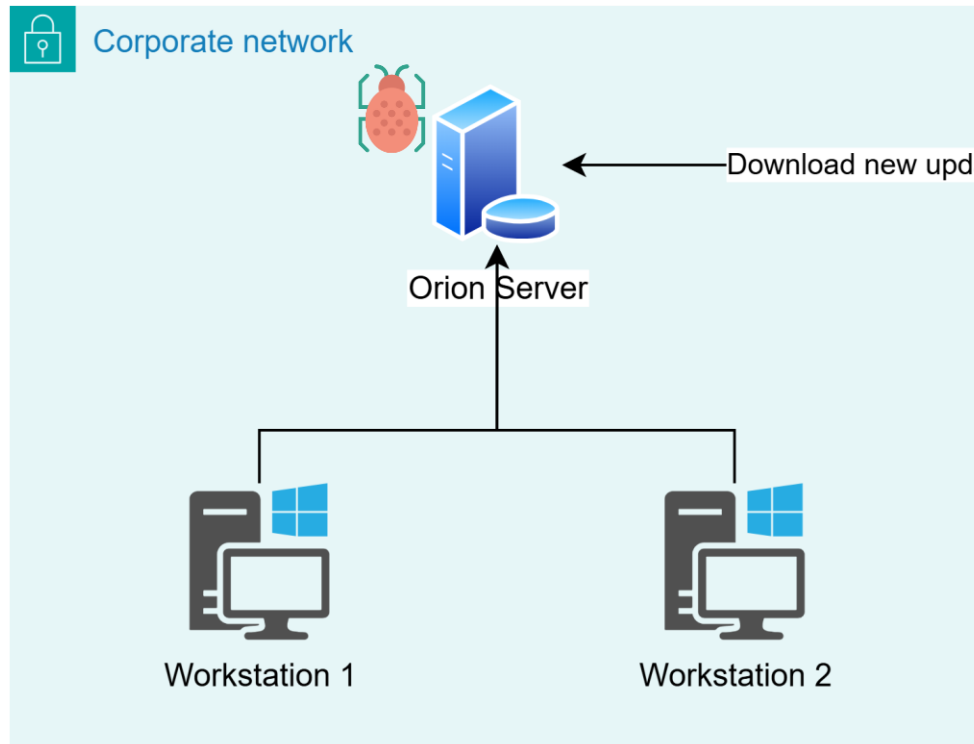 Corporate network
Download new upd
Orion Server
Workstation 1
Workstation 2